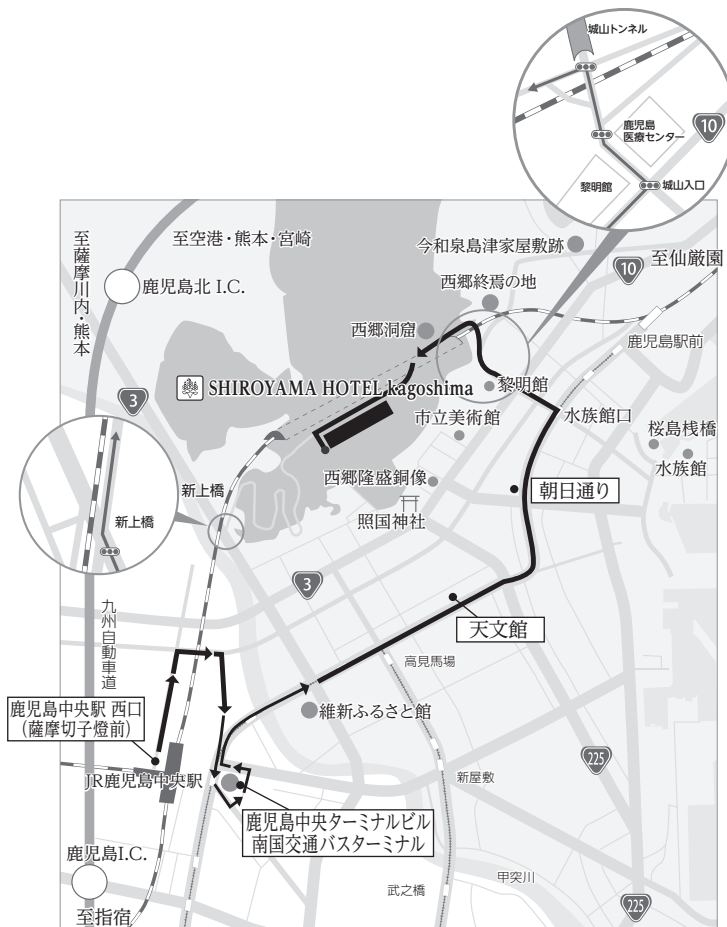 城山トンネル
鹿児島
医療センター
10
黎明館
城山入口
至薩摩川内・熊本
至空港・熊本・宮崎
今和泉島津家屋敷跡
至仙厳園
10
鹿児島北 I.C.
西郷終焉の地
西郷洞窟
鹿児島駅前
SHIROYAMA HOTEL kagoshima
黎明館
3
市立美術館
水族館口
桜島桟橋
水族館
西郷隆盛銅像
新上橋
朝日通り
照国神社
新上橋
3
九州自動車道
天文館
高見馬場
鹿児島中央駅 西口
(薩摩切子燈前)
維新ふるさと館
225
JR鹿児島中央駅
新屋敷
鹿児島中央ターミナルビル
南国交通バスターミナル
鹿児島I.C.
甲突川
武之橋
225
至指宿